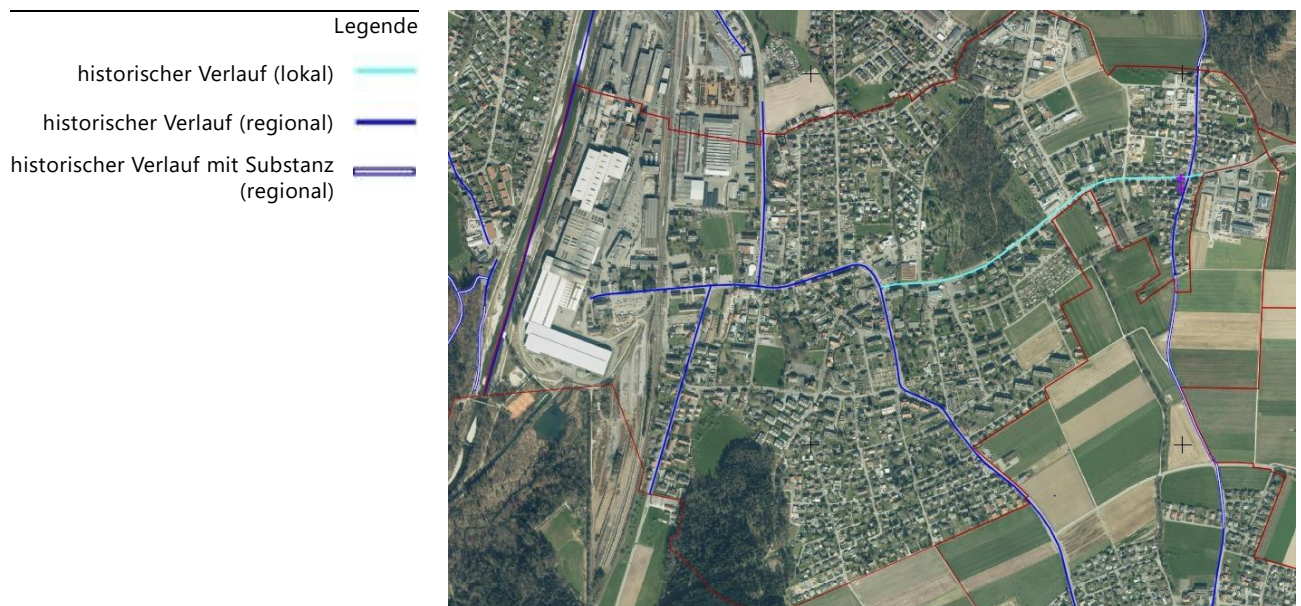 Legende
historischer Verlauf (lokal)
historischer Verlauf (regional)
historischer Verlauf mit Substanz
(regional)